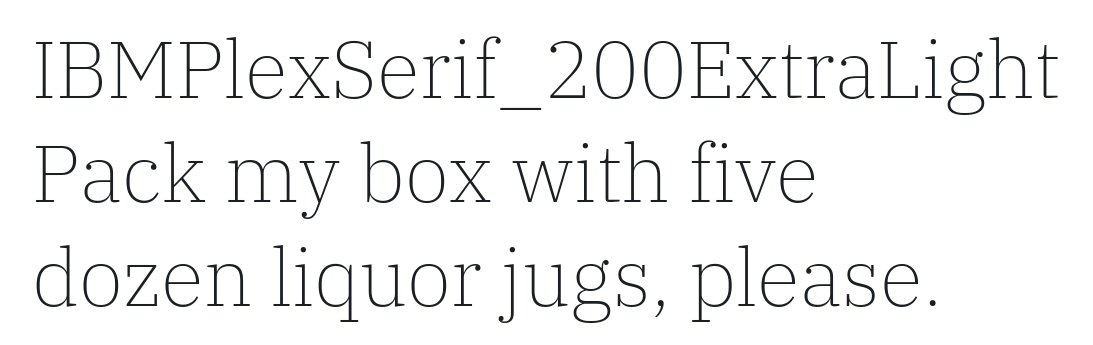 IBMPlexSerif_200ExtraLight
Pack my box with five
dozen liquor jugs, please.